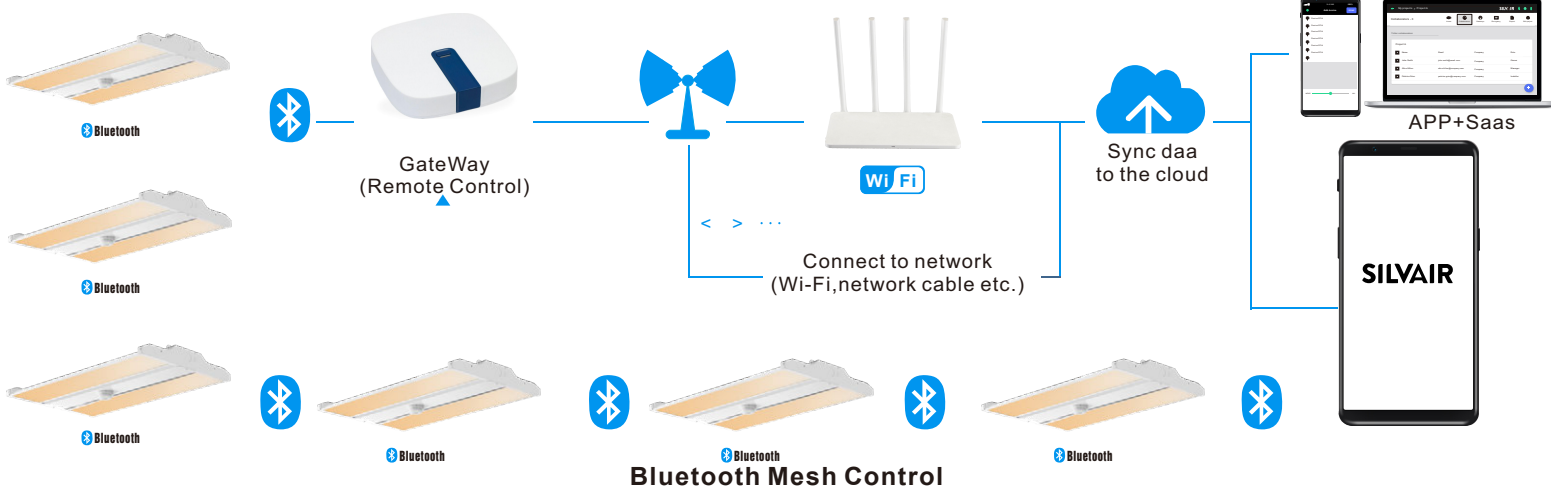 Bluetooth
GateWay
(Remote Control)
Wi Fi
Sync daa
to the cloud
APP+Saas
Bluetooth
< > ···
Connect to network
(Wi-Fi,network cable etc.)
SILVAIR
Bluetooth
Bluetooth
Bluetooth
Bluetooth
Bluetooth Mesh Control